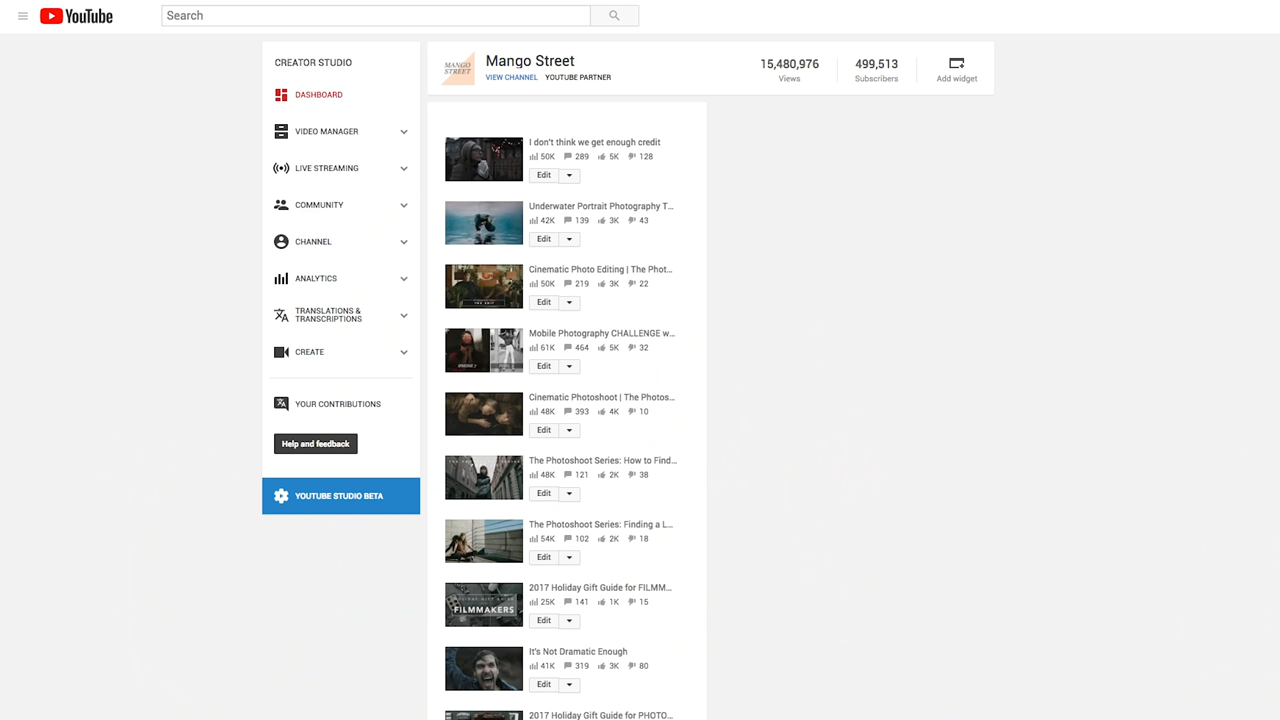 YouTube
Search
CREATOR STUDIO
DASHBOARD
VIDEO MANAGER
LIVE STREAMING
COMMUNITY
CHANNEL
ANALYTICS
TRANSLATIONS &
TRANSCRIPTIONS
CREATE
YOUR CONTRIBUTIONS
Help and feedback
YOUTUBE STUDIO BETA
MANGO
STREET
Mango Street
VIEW CHANNEL YOUTUBE PARTNER
15,480,976
Views
499,513
Subscribers
Add widget
I don't think we get enough credit
50K 289 5K 128
Edit
Underwater Portrait Photography T...
42K 139 3K 43
Edit
Cinematic Photo Editing | The Phot...
50K 219 3K 22
Edit
Mobile Photography CHALLENGE w...
61K 464 5K 32
Edit
Cinematic Photoshoot | The Photos...
48K 393 4K 10
Edit
The Photoshoot Series: How to Find...
48K 121 2K 38
Edit
The Photoshoot Series: Finding a L...
54K 102 2K 18
Edit
HOLIDAY GIFT GUIDE
FILMMAKERS
2017 Holiday Gift Guide for FILMM...
25K 141 1K 15
Edit
It's Not Dramatic Enough
41K 319 3K 80
Edit
2017 Holiday Gift Guide for PHOTO...